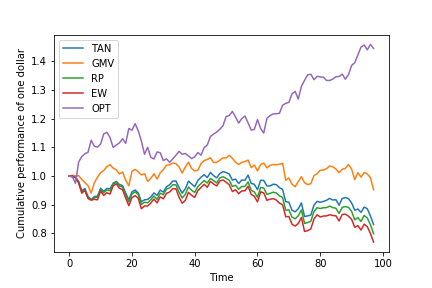 Cumulative performance of one dollar
1.4
1.3
1.2
1.1
1.0
0.9
0.8
TAN
GMV
RP
EW
OPT
0 20 40 60 80 100
Time